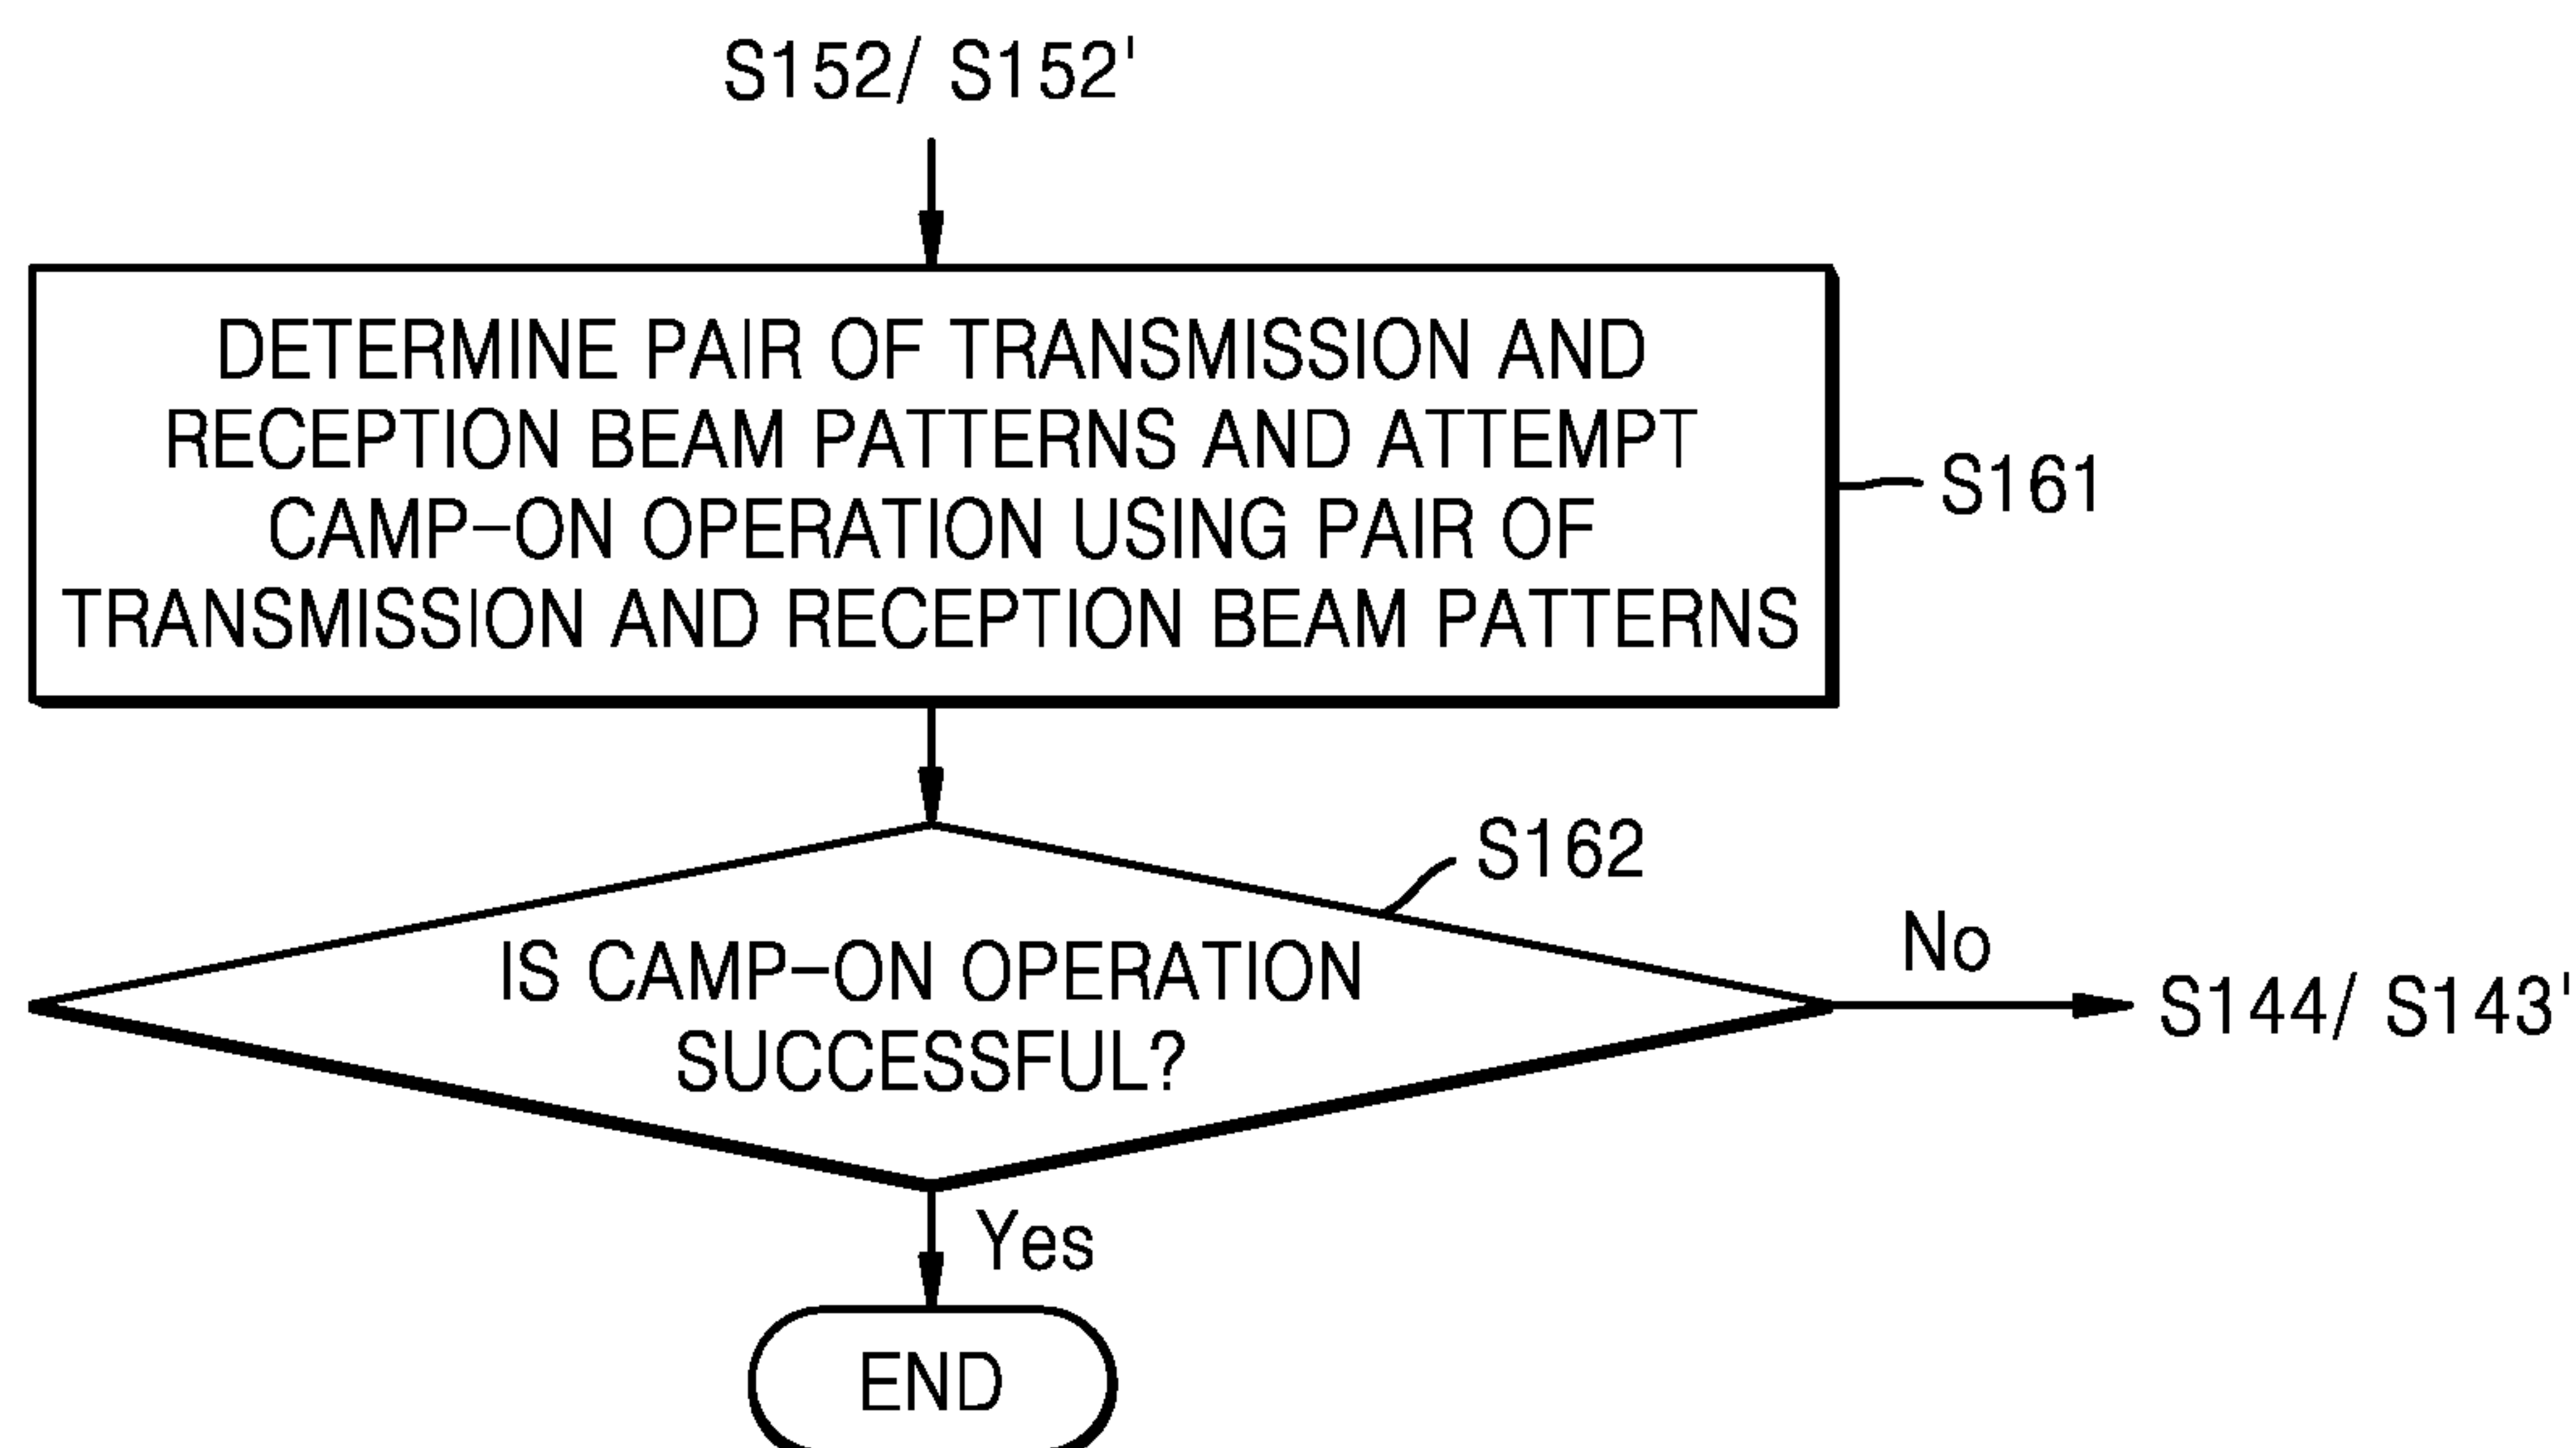 S152/ S152'
DETERMINE PAIR OF TRANSMISSION AND
RECEPTION BEAM PATTERNS AND ATTEMPT
CAMP-ON OPERATION USING PAIR OF
TRANSMISSION AND RECEPTION BEAM PATTERNS
S161
S162
IS CAMP-ON OPERATION
SUCCESSFUL?
No
S144/ S143'
Yes
END